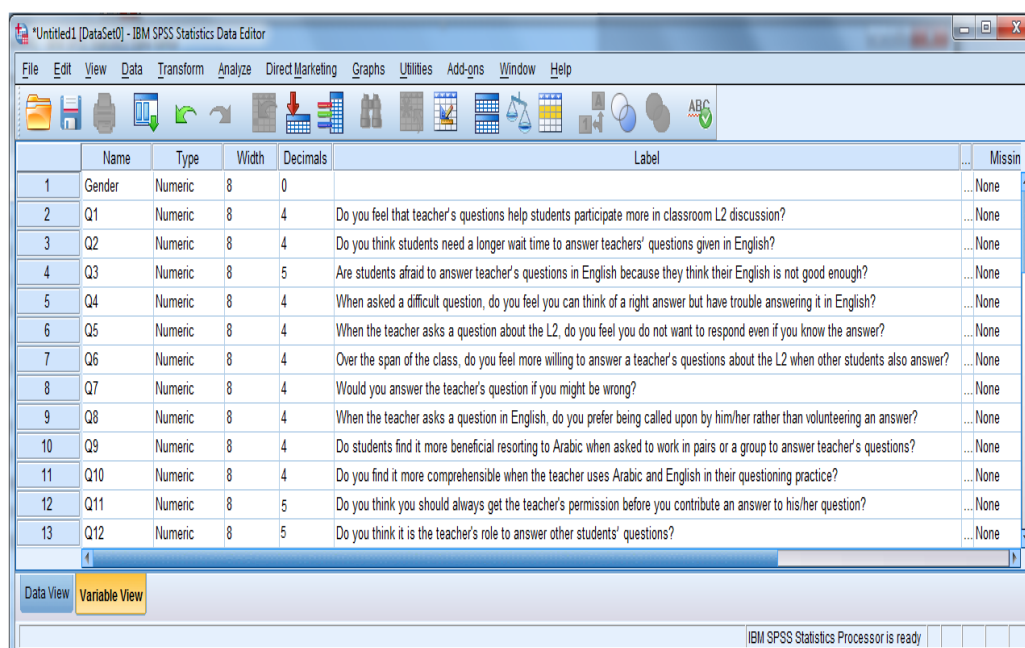 *Untitled1 [DataSet0] - IBM SPSS Statistics Data Editor
File Edit View Data Transform Analyze Direct Marketing Graphs Utilities Add-ons Window Help
Name Type Width Decimals Label ... Missin
1 Gender Numeric 8 0 ... None
2 Q1 Numeric 8 4 Do you feel that teacher's questions help students participate more in classroom L2 discussion? ... None
3 Q2 Numeric 8 4 Do you think students need a longer wait time to answer teachers' questions given in English? ... None
4 Q3 Numeric 8 5 Are students afraid to answer teacher's questions in English because they think their English is not good enough? ... None
5 Q4 Numeric 8 4 When asked a difficult question, do you feel you can think of a right answer but have trouble answering it in English? ... None
6 Q5 Numeric 8 4 When the teacher asks a question about the L2, do you feel you do not want to respond even if you know the answer? ... None
7 Q6 Numeric 8 4 Over the span of the class, do you feel more willing to answer a teacher's questions about the L2 when other students also answer? ... None
8 Q7 Numeric 8 4 Would you answer the teacher's question if you might be wrong? ... None
9 Q8 Numeric 8 4 When the teacher asks a question in English, do you prefer being called upon by him/her rather than volunteering an answer? ... None
10 Q9 Numeric 8 4 Do students find it more beneficial resorting to Arabic when asked to work in pairs or a group to answer teacher's questions? ... None
11 Q10 Numeric 8 4 Do you find it more comprehensible when the teacher uses Arabic and English in their questioning practice? ... None
12 Q11 Numeric 8 5 Do you think you should always get the teacher's permission before you contribute an answer to his/her question? ... None
13 Q12 Numeric 8 5 Do you think it is the teacher's role to answer other students' questions? ... None
Data View Variable View
IBM SPSS Statistics Processor is ready